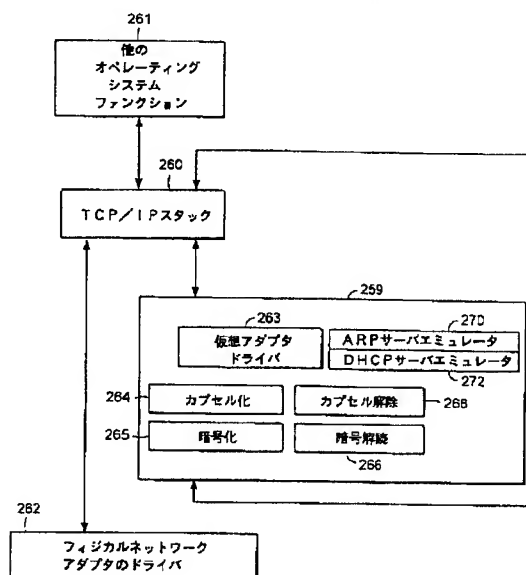 261
他の
オペレーティング
システム
ファンクション
260
TCP/IPスタック
259
263
仮想アダプタ
ドライバ
270
ARPサーバエミュレータ
DHCPサーバエミュレータ
272
264
カプセル化
カプセル解除
268
265
暗号化
暗号解読
266
262
フィジカルネットワーク
アダプタのドライバ